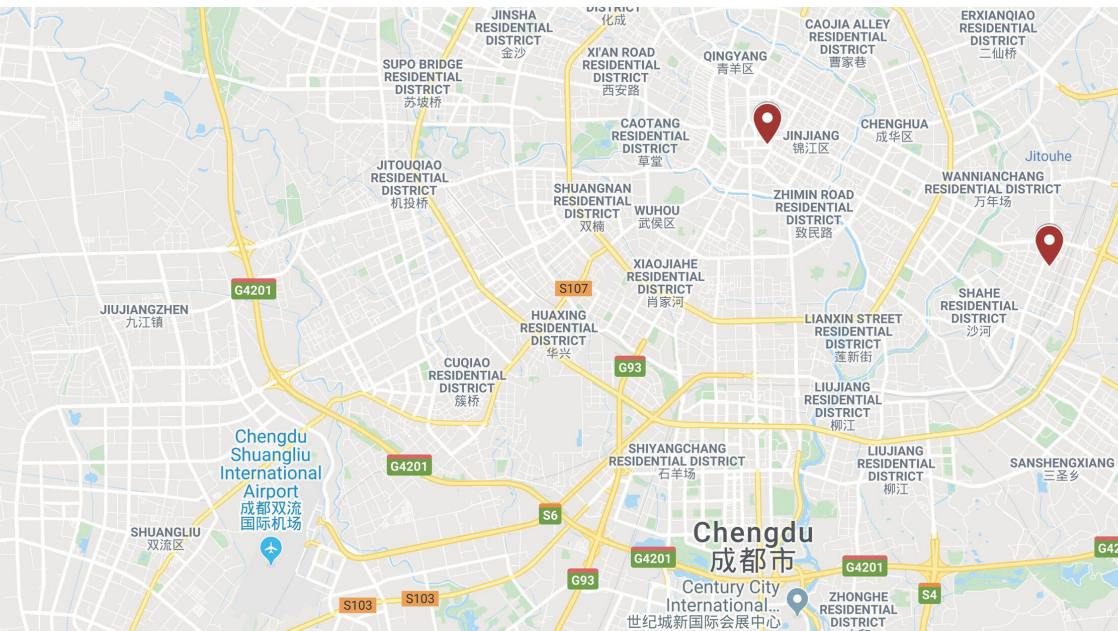 DISTRICT
化成
JINSHA
RESIDENTIAL
DISTRICT
金沙
CAOJIA ALLEY
RESIDENTIAL
DISTRICT
曹家巷
ERXIANQIAO
RESIDENTIAL
DISTRICT
二仙桥
SUPO BRIDGE
RESIDENTIAL
DISTRICT
苏坡桥
XI'AN ROAD
RESIDENTIAL
DISTRICT
西安路
QINGYANG
青羊区
CAOTANG
RESIDENTIAL
DISTRICT
草堂
JINJIANG
锦江区
CHENGHUA
成华区
Jitouhe
JITOUQIAO
RESIDENTIAL
DISTRICT
机投桥
WANNIANCHANG
RESIDENTIAL DISTRICT
万年场
SHUANGNAN
RESIDENTIAL
DISTRICT
双楠
WUHOU
武侯区
ZHIMIN ROAD
RESIDENTIAL
DISTRICT
致民路
XIAOJIAHE
RESIDENTIAL
DISTRICT
肖家河
G4201
S107
JIUJIANGZHEN
九江镇
SHAHE
RESIDENTIAL
DISTRICT
沙河
HUAXING
RESIDENTIAL
DISTRICT
华兴
LIANXIN STREET
RESIDENTIAL
DISTRICT
莲新街
CUQIAO
RESIDENTIAL
DISTRICT
簇桥
G93
LIUJIANG
RESIDENTIAL
DISTRICT
柳江
Chengdu
Shuangliu
International
Airport
成都双流
国际机场
G4201
SHIYANGCHANG
RESIDENTIAL DISTRICT
石羊场
LIUJIANG
RESIDENTIAL
DISTRICT
柳江
SANSHENGXIANG
三圣乡
SHUANGLIU
双流区
S6
Chengdu
成都市
G4201
G4201
G42
G93
Century City
International...
世纪城新国际会展中心
S4
S103
S103
ZHONGHE
RESIDENTIAL
DISTRICT